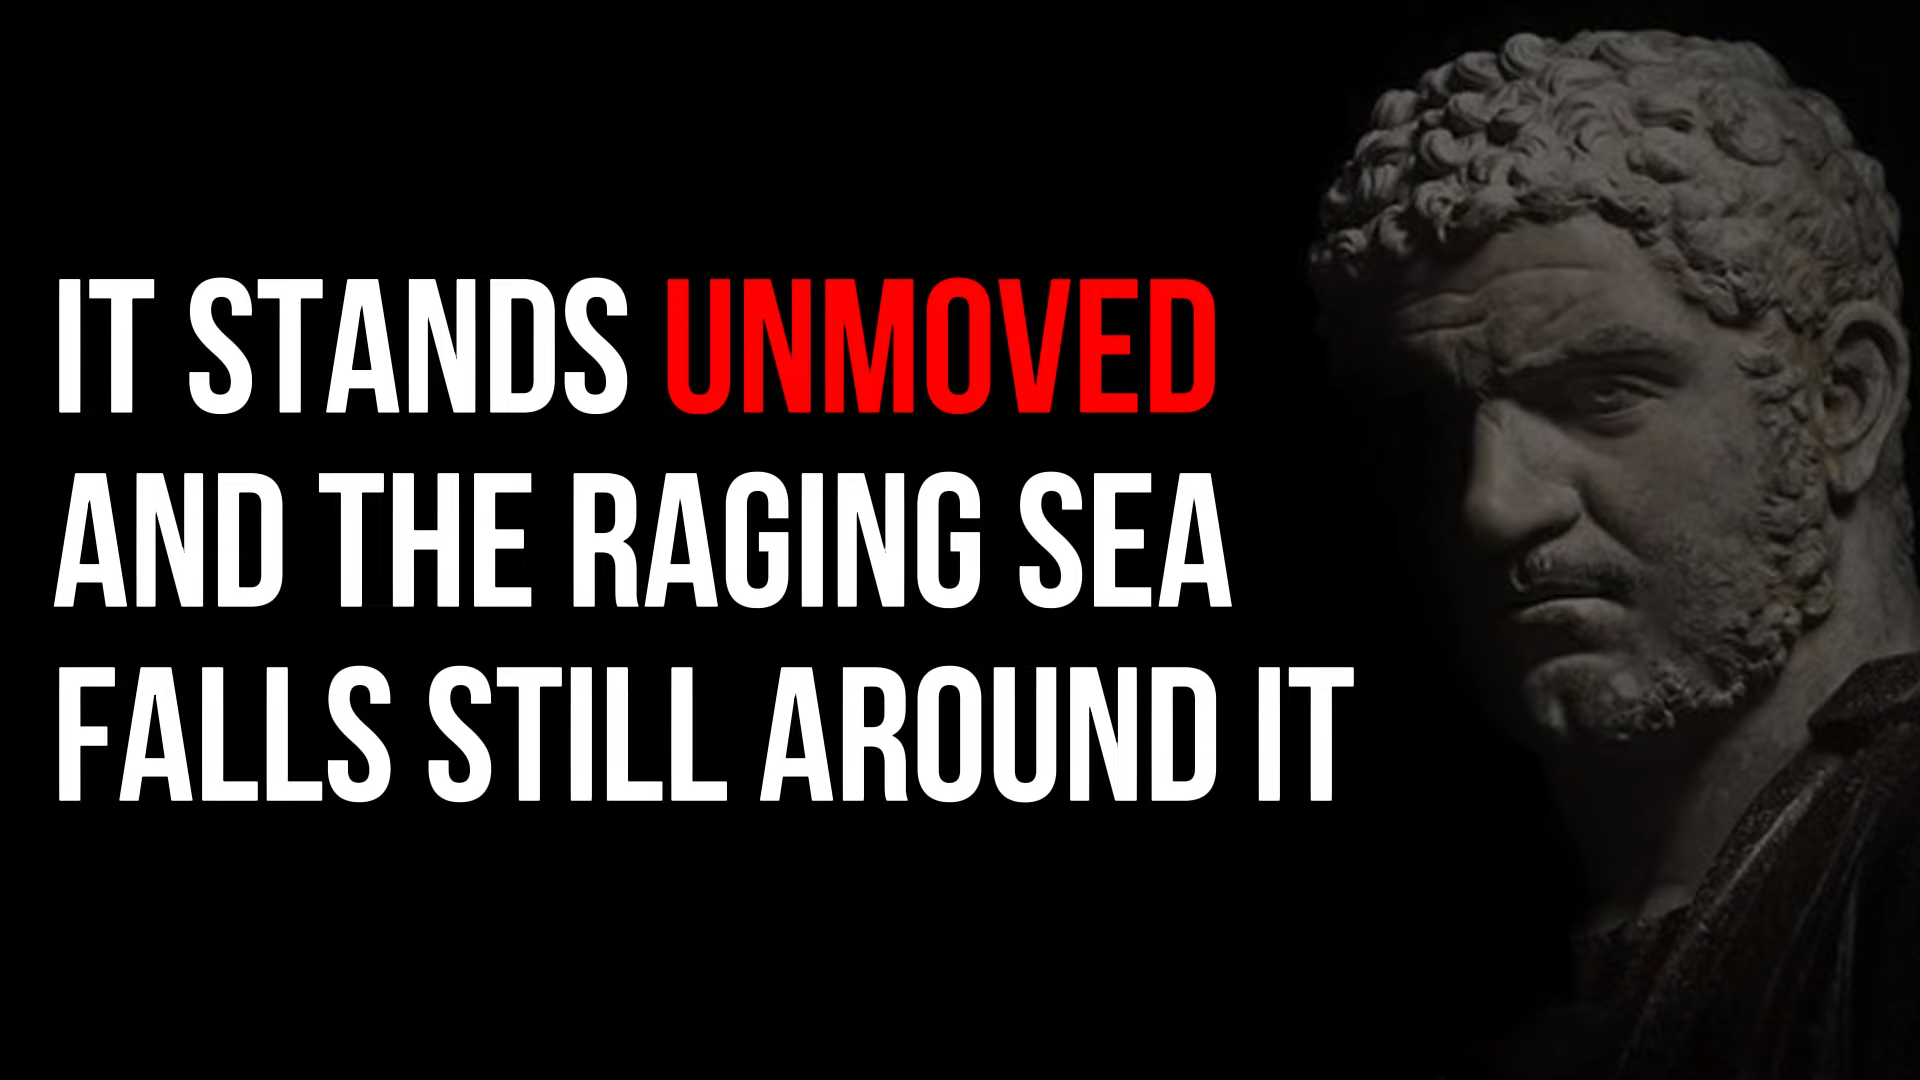 IT STANDS UNMOVED
AND THE RAGING SEA
FALLS STILL AROUND IT